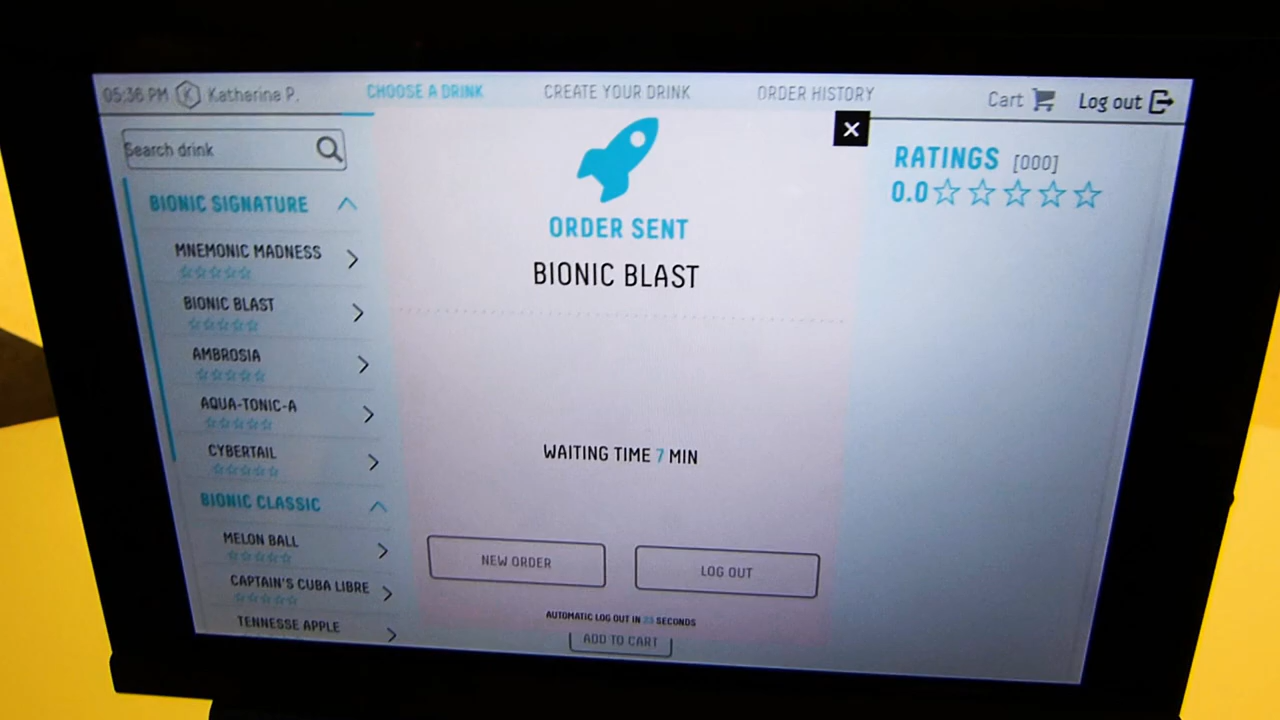 05:36 PM K Katherine P. CHOOSE A DRINK CREATE YOUR DRINK ORDER HISTORY Cart Log out
Search drink
RATINGS [000]
0.0
BIONIC SIGNATURE
MNEMONIC MADNESS
BIONIC BLAST
AMBROSIA
AQUA-TONIC-A
CYBERTAIL
BIONIC CLASSIC
MELON BALL
CAPTAIN'S CUBA LIBRE
TENNESSE APPLE
ORDER SENT
BIONIC BLAST
WAITING TIME 7 MIN
NEW ORDER
LOG OUT
AUTOMATIC LOG OUT IN SECONDS
ADD TO CART